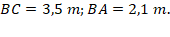 BC = 3,5 m; BA = 2,1 m.